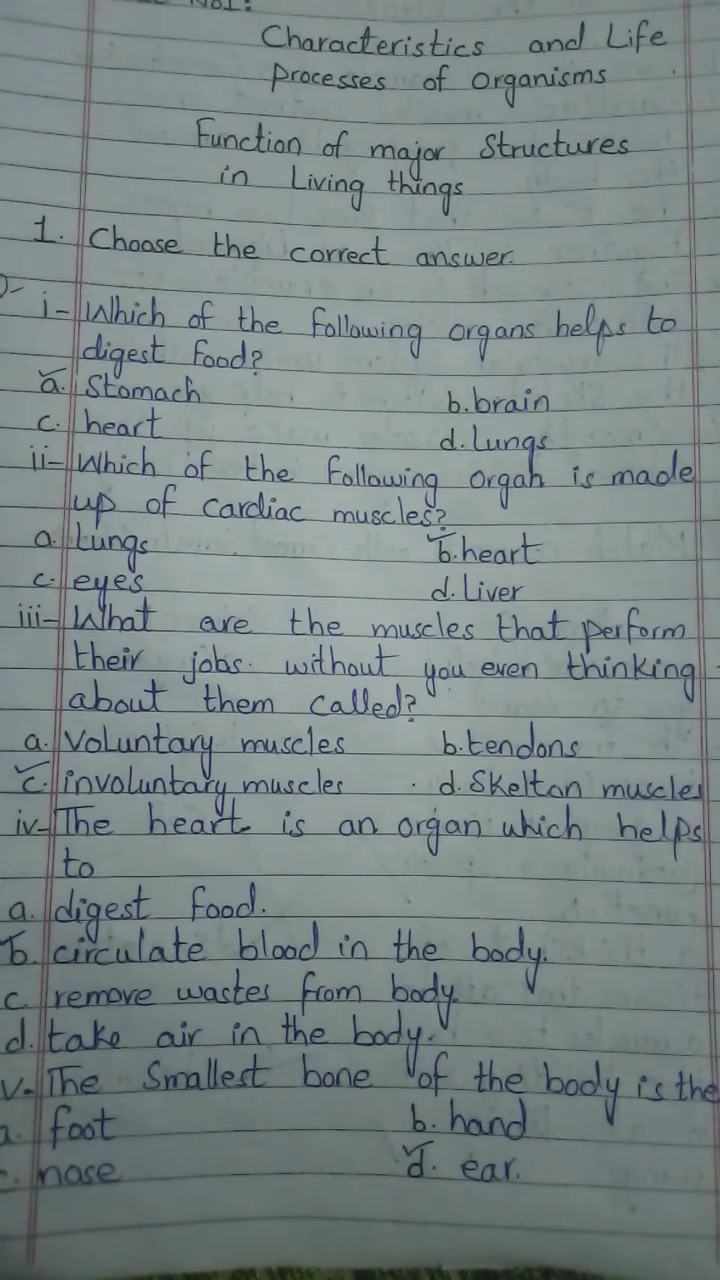 No1:
Characteristics and Life
Processes of organisms
Function of major Structures
in Living things
1. Choose the correct answer.
i- Which of the following organs helps to
digest food?
a. Stomach b. brain
c. heart d. Lungs
ii- Which of the following organ is made
up of cardiac muscles?
a. Lungs b. heart
c. eyes d. Liver
iii- What are the muscles that perform
their jobs without you even thinking
about them called?
a. Voluntary muscles b. tendons
c. involuntary muscles d. Skelton muscles
iv- The heart is an organ which helps
to
a. digest food.
b. circulate blood in the body.
c. remove wastes from body.
d. take air in the body.
v- The Smallest bone of the body is the
a. foot b. hand
c. nose d. ear.